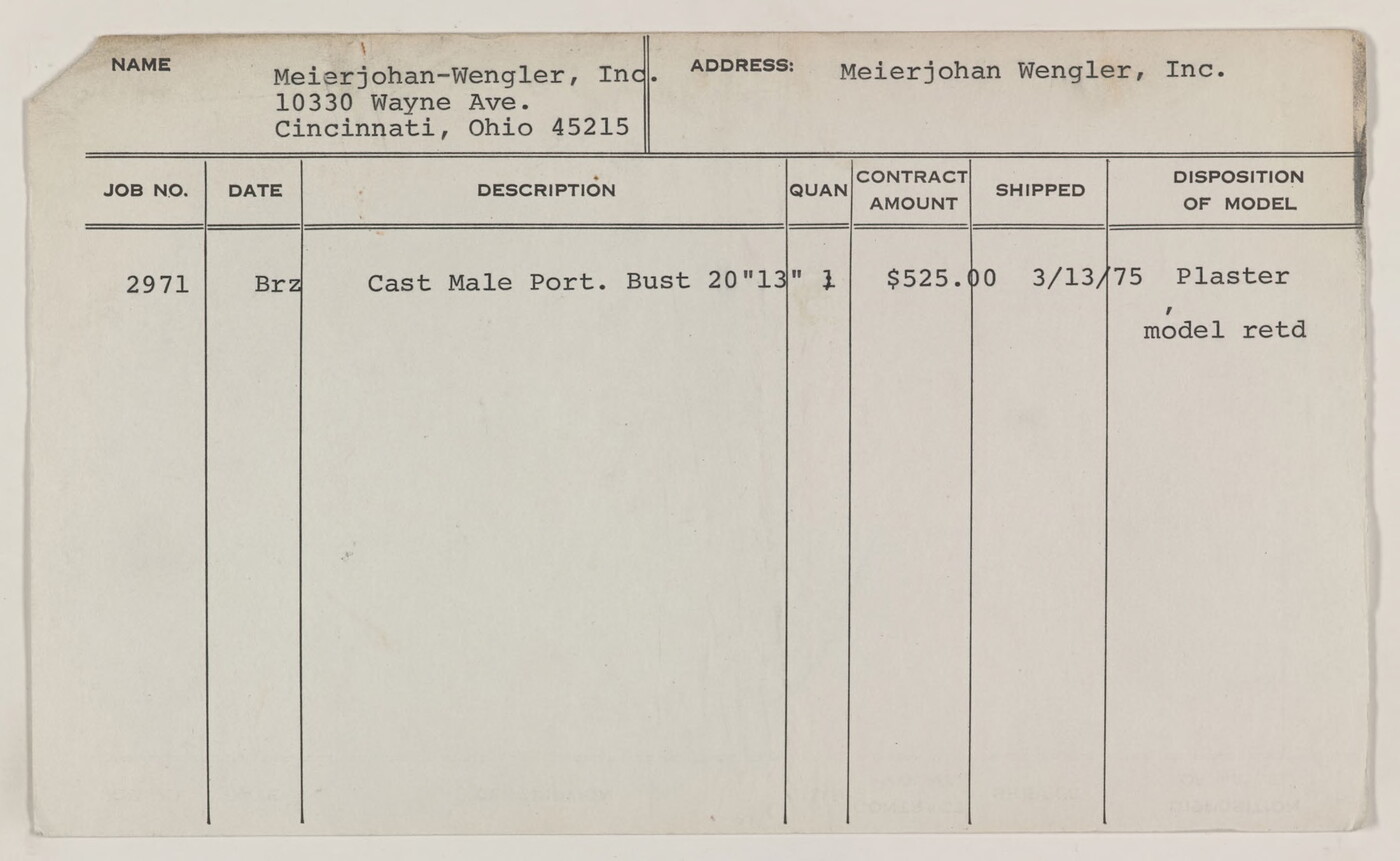 NAME Meierjohan-Wengler, Inc. ADDRESS: Meierjohan Wengler, Inc.
10330 Wayne Ave.
Cincinnati, Ohio 45215
JOB NO. DATE DESCRIPTION QUAN CONTRACT AMOUNT SHIPPED DISPOSITION OF MODEL
2971 Brz Cast Male Port. Bust 20"13" 1 $525.00 3/13/75 Plaster
model retd